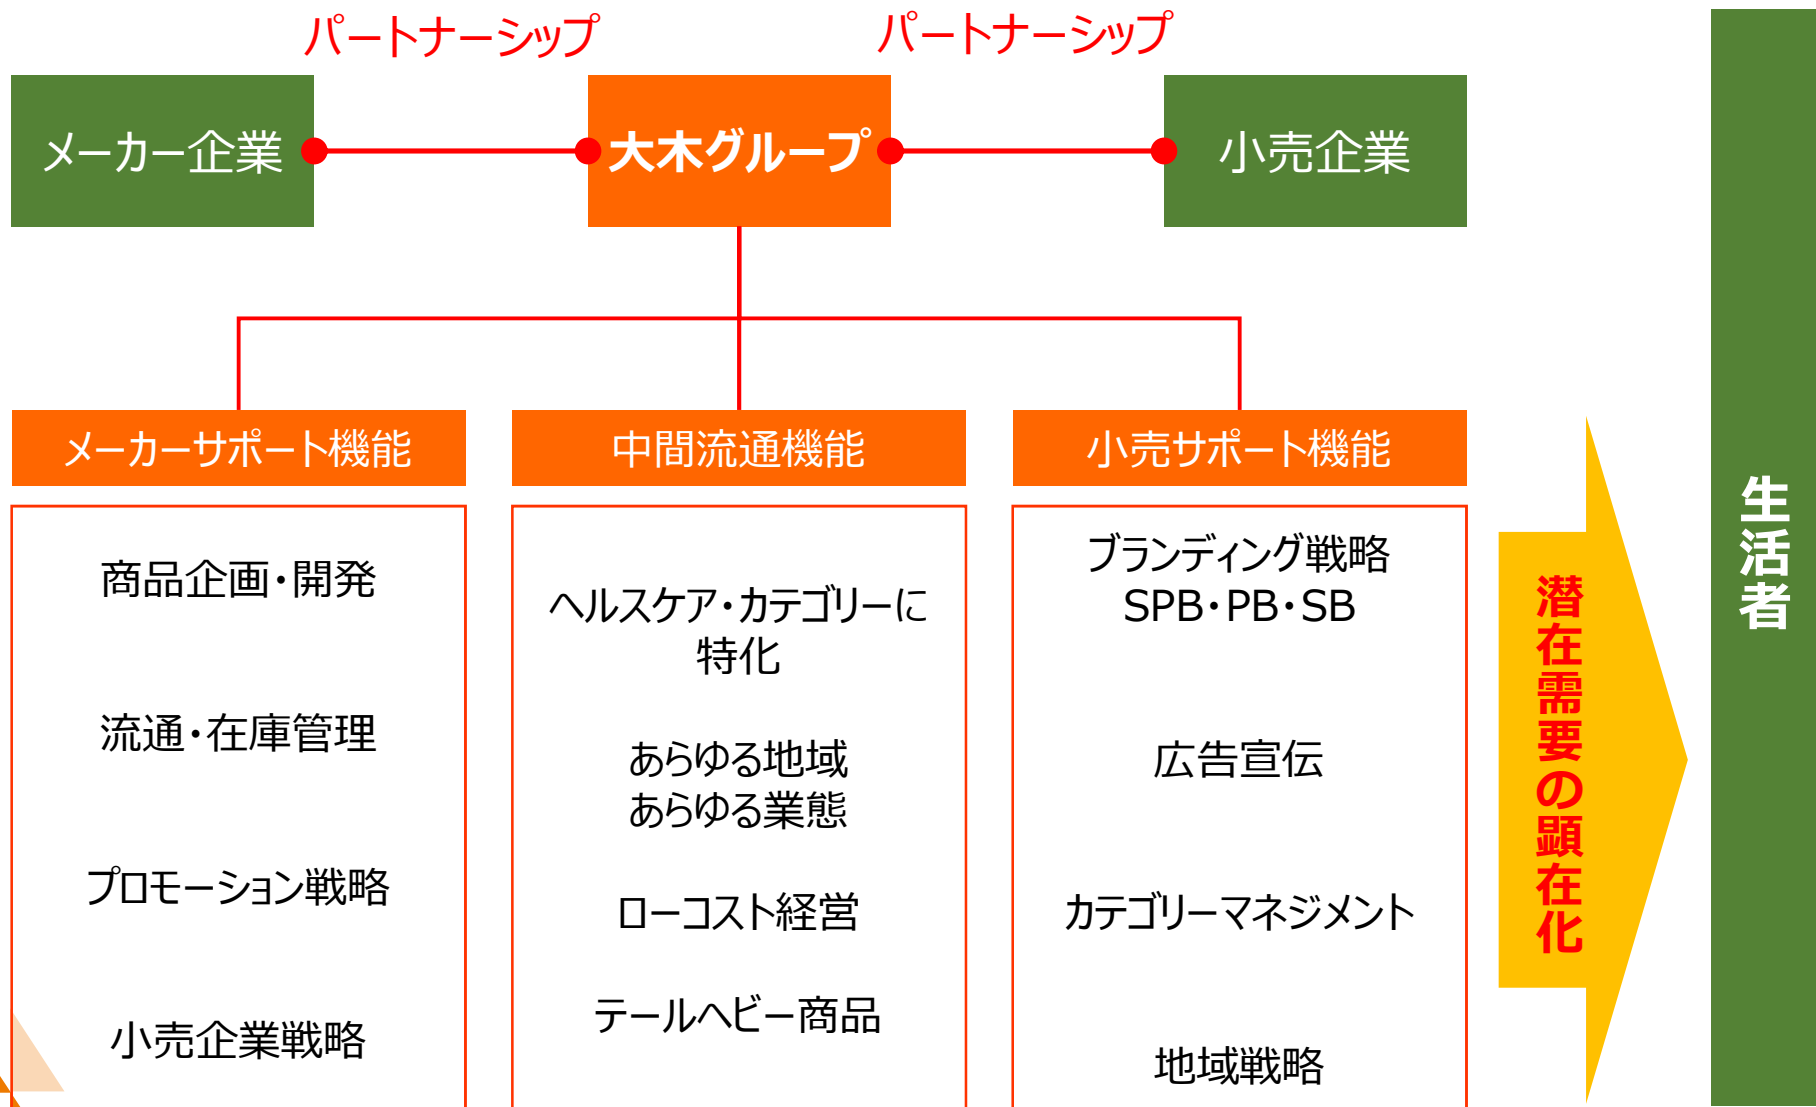 パートナーシップ
パートナーシップ
メーカー企業
大木グループ
小売企業
メーカーサポート機能
商品企画・開発
流通・在庫管理
プロモーション戦略
小売企業戦略
中間流通機能
ヘルスケア・カテゴリーに
特化
あらゆる地域
あらゆる業態
ローコスト経営
テールヘビー商品
小売サポート機能
ブランディング戦略
SPB・PB・SB
広告宣伝
カテゴリーマネジメント
地域戦略
潜在需要の顕在化
生活者